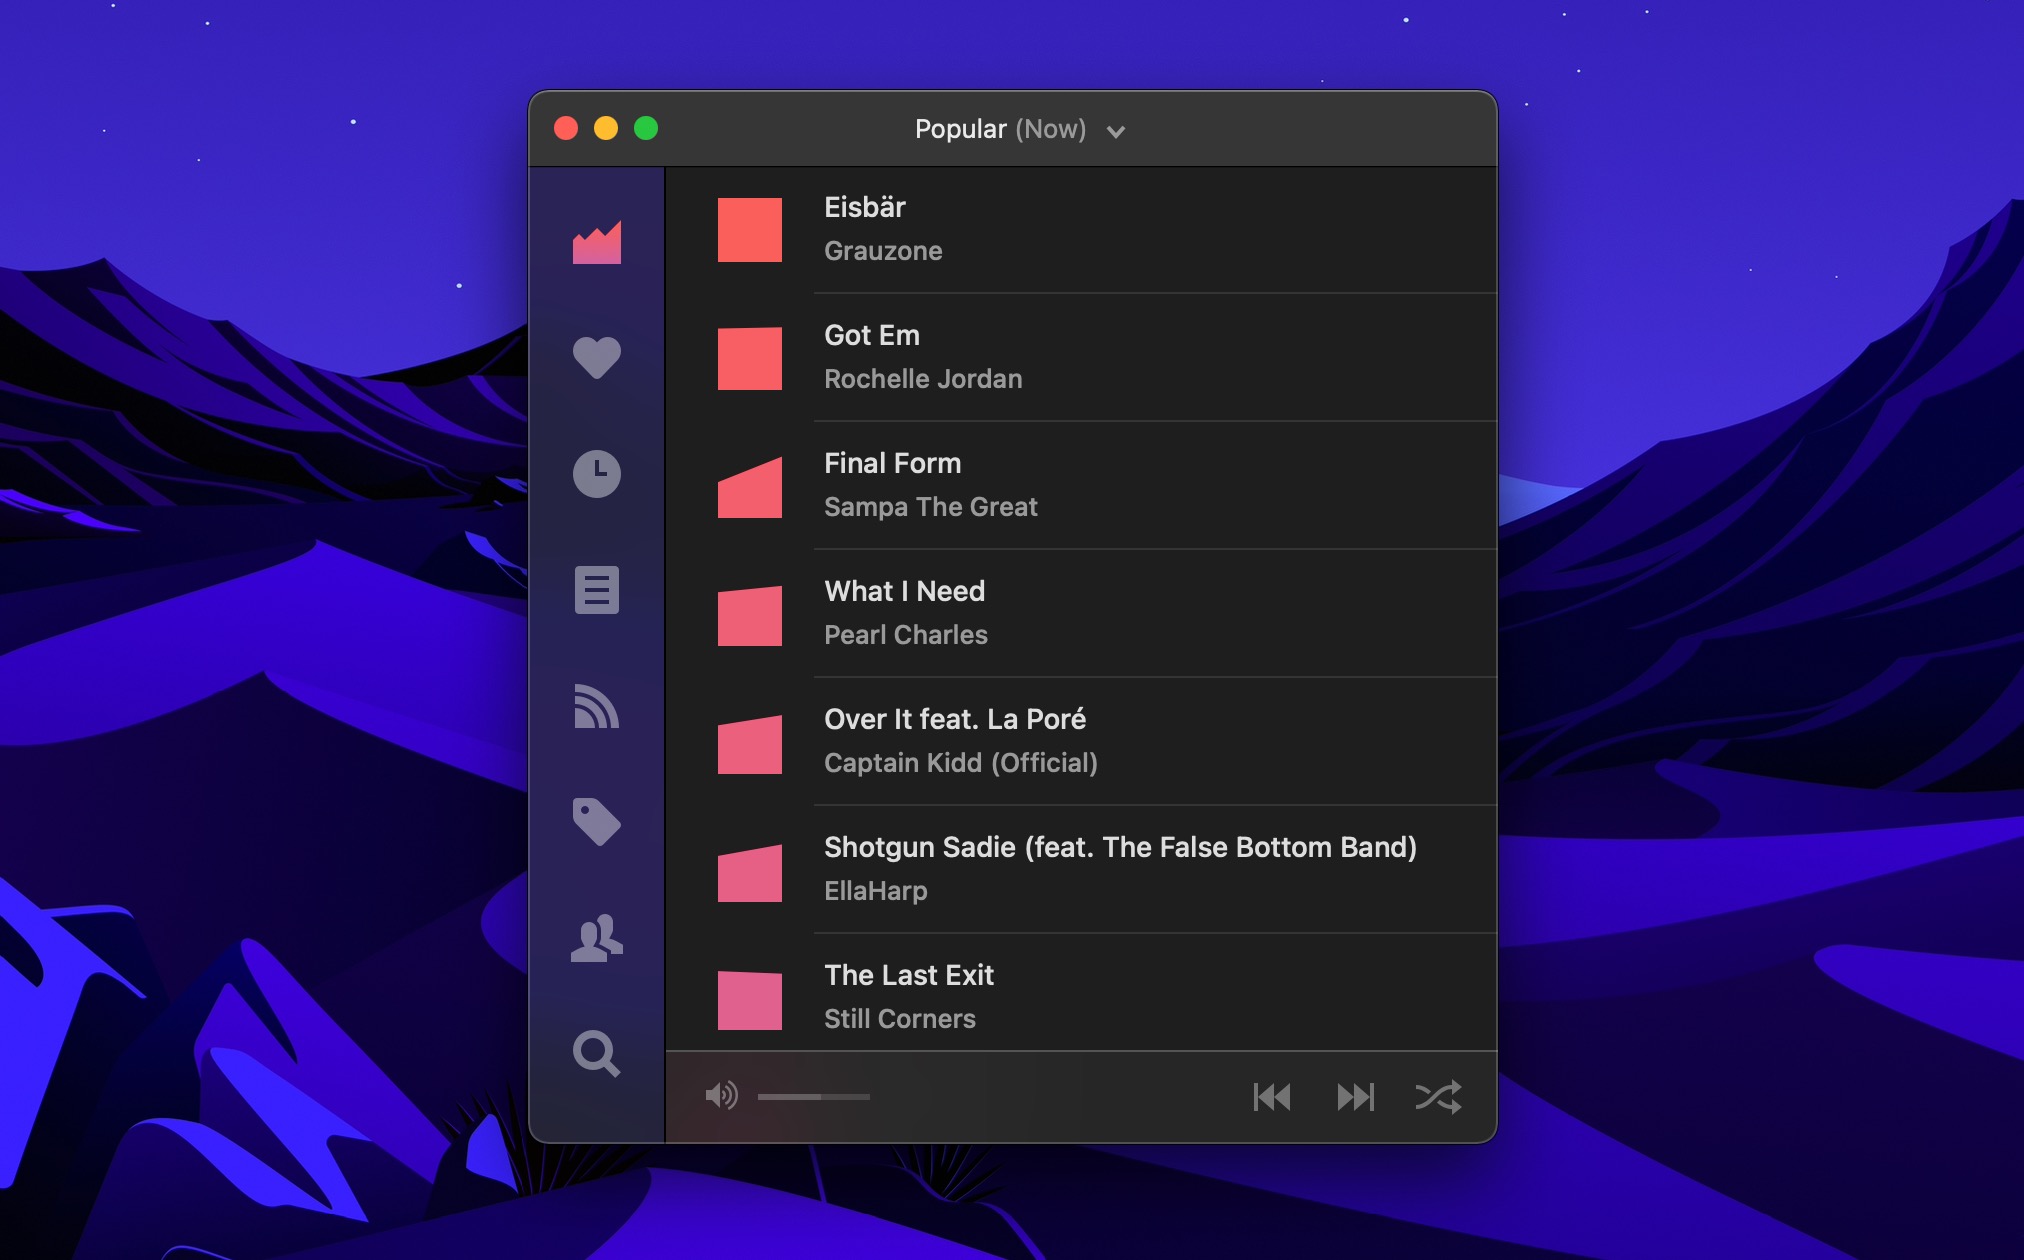 Popular (Now)
Eisbär
Grauzone
Got Em
Rochelle Jordan
Final Form
Sampa The Great
What I Need
Pearl Charles
Over It feat. La Poré
Captain Kidd (Official)
Shotgun Sadie (feat. The False Bottom Band)
EllaHarp
The Last Exit
Still Corners